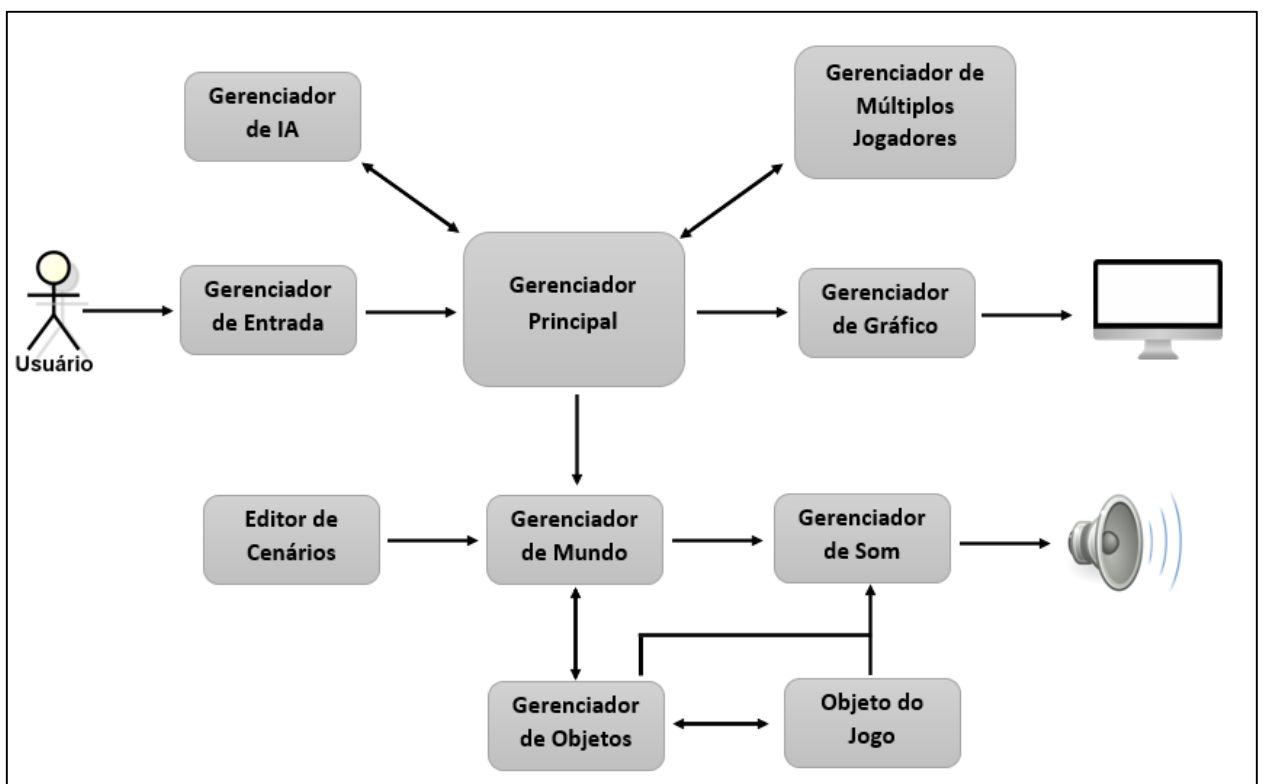 Gerenciador
de IA
Gerenciador de
Múltiplos
Jogadores
Usuário
Gerenciador
de Entrada
Gerenciador
Principal
Gerenciador
de Gráfico
Editor de
Cenários
Gerenciador
de Mundo
Gerenciador
de Som
Gerenciador
de Objetos
Objeto do
Jogo